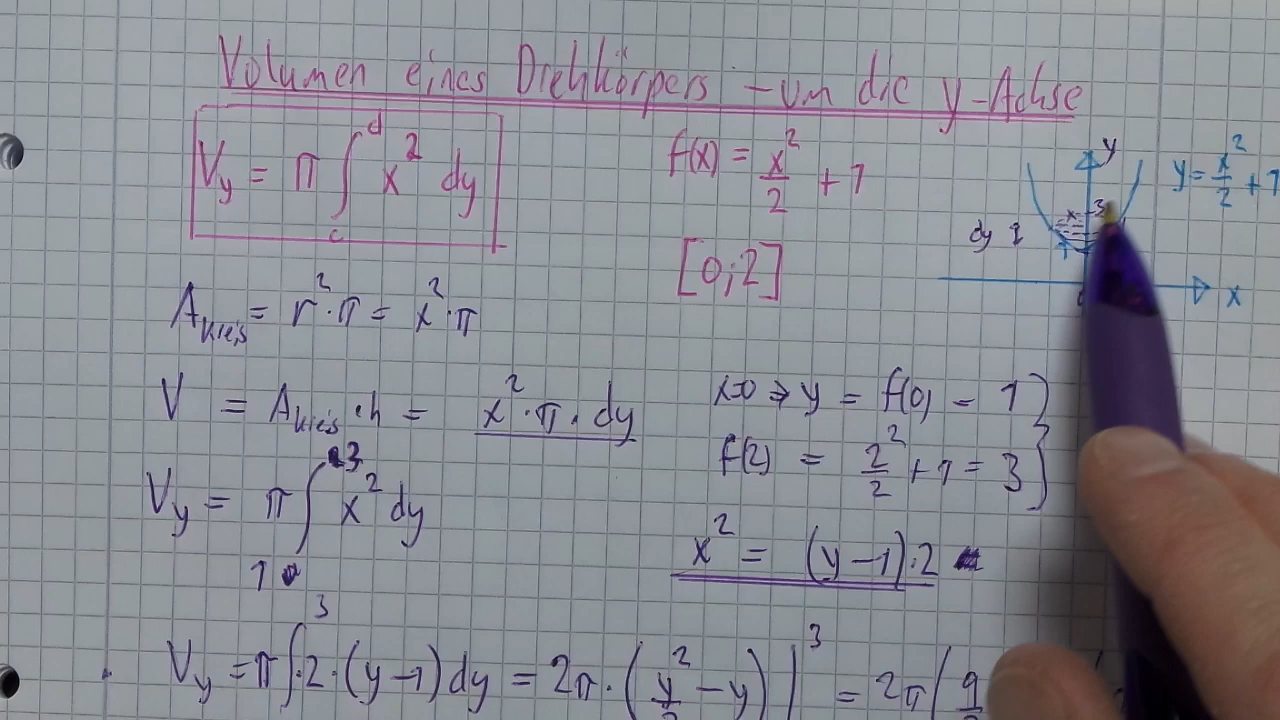 Volumen eines Drehkörpers - um die y-Achse
V_y = π ∫_c^d x² dy
f(x) = x²/2 + 1
[0;2]
y
y = x²/2 + 1
3
x
dy
1
x
A_Kreis = r²·π = x²·π
V = A_Kreis · h = x²·π·dy
x=0 ⇒ y = f(0) = 1
f(2) = 2²/2 + 1 = 3
V_y = π ∫_1^3 x² dy
x² = (y-1)·2
V_y = π ∫^3 2·(y-1) dy = 2π·(y²/2 - y)|^3 = 2π(9